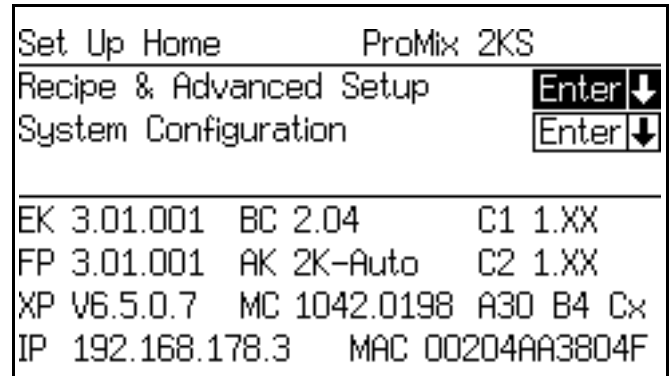 Set Up Home ProMix 2KS
Recipe & Advanced Setup Enter
System Configuration Enter
EK 3.01.001 BC 2.04 C1 1.XX
FP 3.01.001 AK 2K-Auto C2 1.XX
XP V6.5.0.7 MC 1042.0198 A30 B4 Cx
IP 192.168.178.3 MAC 00204AA3804F